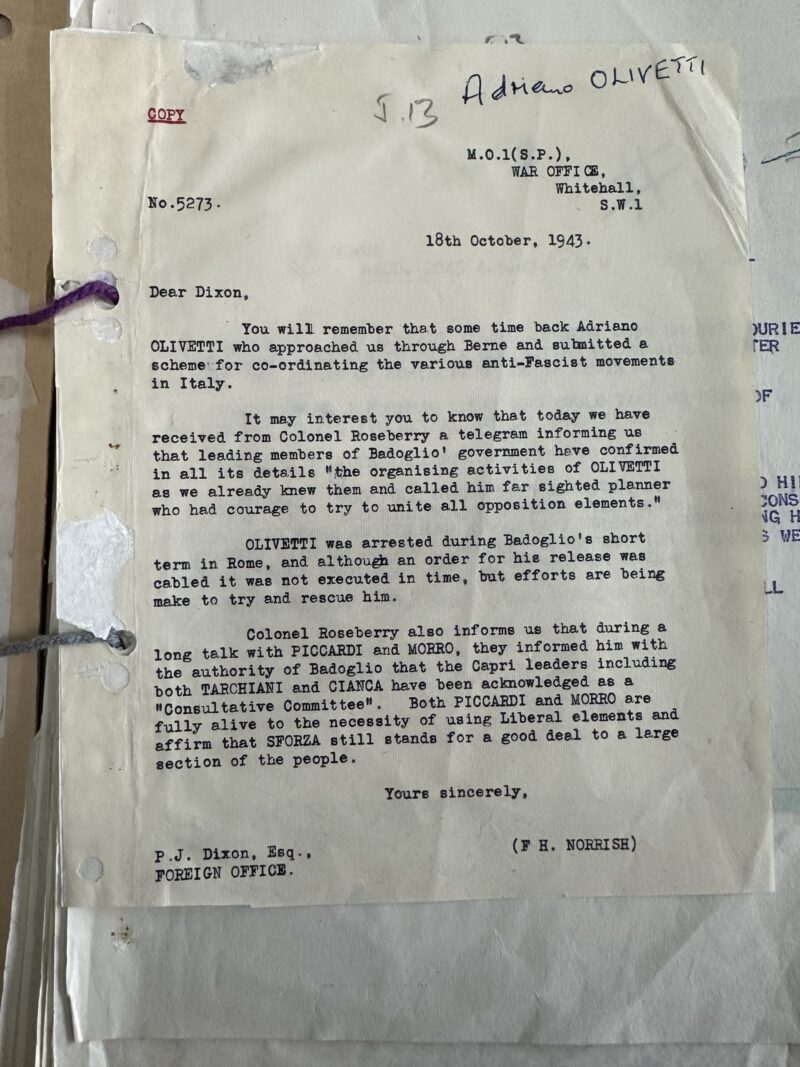 Adriano OLIVETTI
J.13
COPY
M.O.1(S.P.),
WAR OFFICE,
Whitehall,
S.W.1
No.5273.
18th October, 1943.
Dear Dixon,
You will remember that some time back Adriano
OLIVETTI who approached us through Berne and submitted a
scheme for co-ordinating the various anti-Fascist movements
in Italy.
It may interest you to know that today we have
received from Colonel Roseberry a telegram informing us
that leading members of Badoglio' government have confirmed
in all its details "the organising activities of OLIVETTI
as we already knew them and called him far sighted planner
who had courage to try to unite all opposition elements."
OLIVETTI was arrested during Badoglio's short
term in Rome, and although an order for his release was
cabled it was not executed in time, but efforts are being
make to try and rescue him.
Colonel Roseberry also informs us that during a
long talk with PICCARDI and MORRO, they informed him with
the authority of Badoglio that the Capri leaders including
both TARCHIANI and CIANCA have been acknowledged as a
"Consultative Committee". Both PICCARDI and MORRO are
fully alive to the necessity of using Liberal elements and
affirm that SFORZA still stands for a good deal to a large
section of the people.
Yours sincerely,
(F H. NORRISH)
P.J. Dixon, Esq.,
FOREIGN OFFICE.
OURIE
TER
OF
D HI
CONS
NG H
S WE
LL